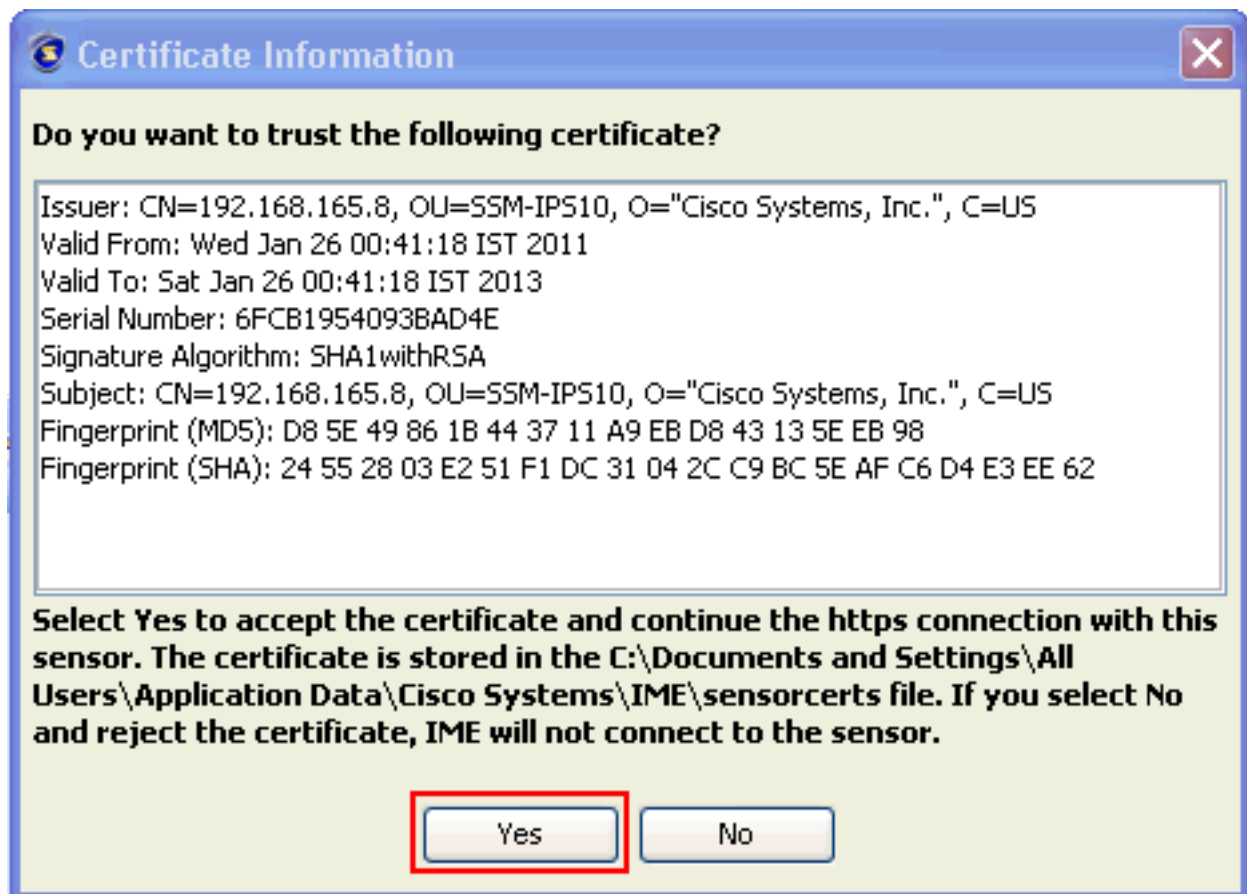 Certificate Information
Do you want to trust the following certificate?
Issuer: CN=192.168.165.8, OU=SSM-IPS10, O="Cisco Systems, Inc.", C=US
Valid From: Wed Jan 26 00:41:18 IST 2011
Valid To: Sat Jan 26 00:41:18 IST 2013
Serial Number: 6FCB1954093BAD4E
Signature Algorithm: SHA1withRSA
Subject: CN=192.168.165.8, OU=SSM-IPS10, O="Cisco Systems, Inc.", C=US
Fingerprint (MD5): D8 5E 49 86 1B 44 37 11 A9 EB D8 43 13 5E EB 98
Fingerprint (SHA): 24 55 28 03 E2 51 F1 DC 31 04 2C C9 BC 5E AF C6 D4 E3 EE 62
Select Yes to accept the certificate and continue the https connection with this
sensor. The certificate is stored in the C:\Documents and Settings\All
Users\Application Data\Cisco Systems\IME\sensorcerts file. If you select No
and reject the certificate, IME will not connect to the sensor.
Yes
No